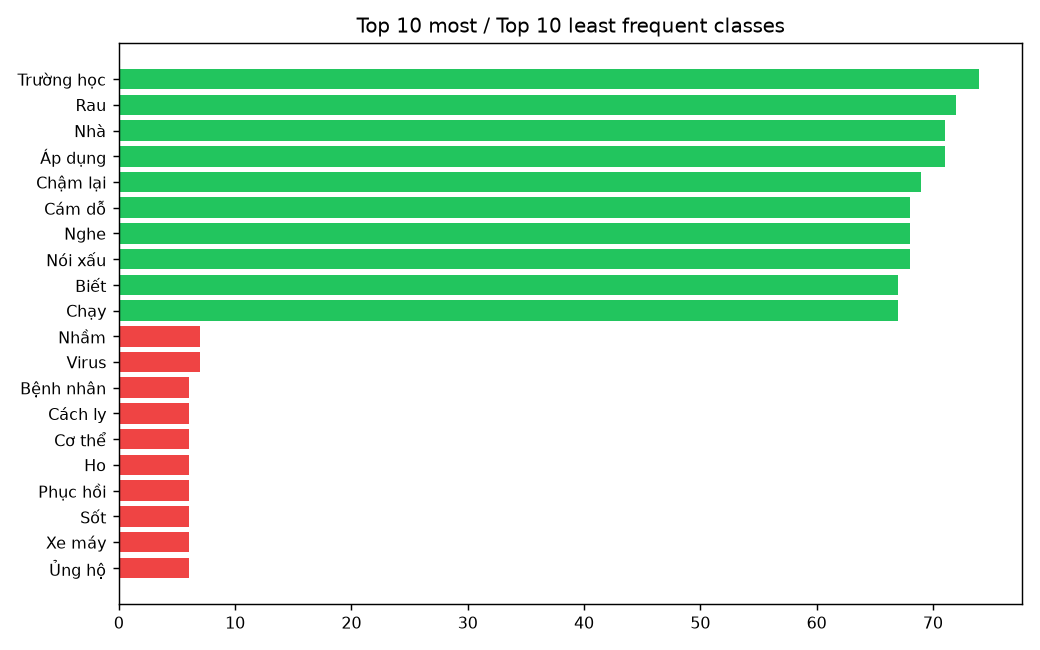 Top 10 most / Top 10 least frequent classes
Trường học
Rau
Nhà
Áp dụng
Chậm lại
Cám dỗ
Nghe
Nói xấu
Biết
Chạy
Nhầm
Virus
Bệnh nhân
Cách ly
Cơ thể
Ho
Phục hồi
Sốt
Xe máy
Ủng hộ
0 10 20 30 40 50 60 70